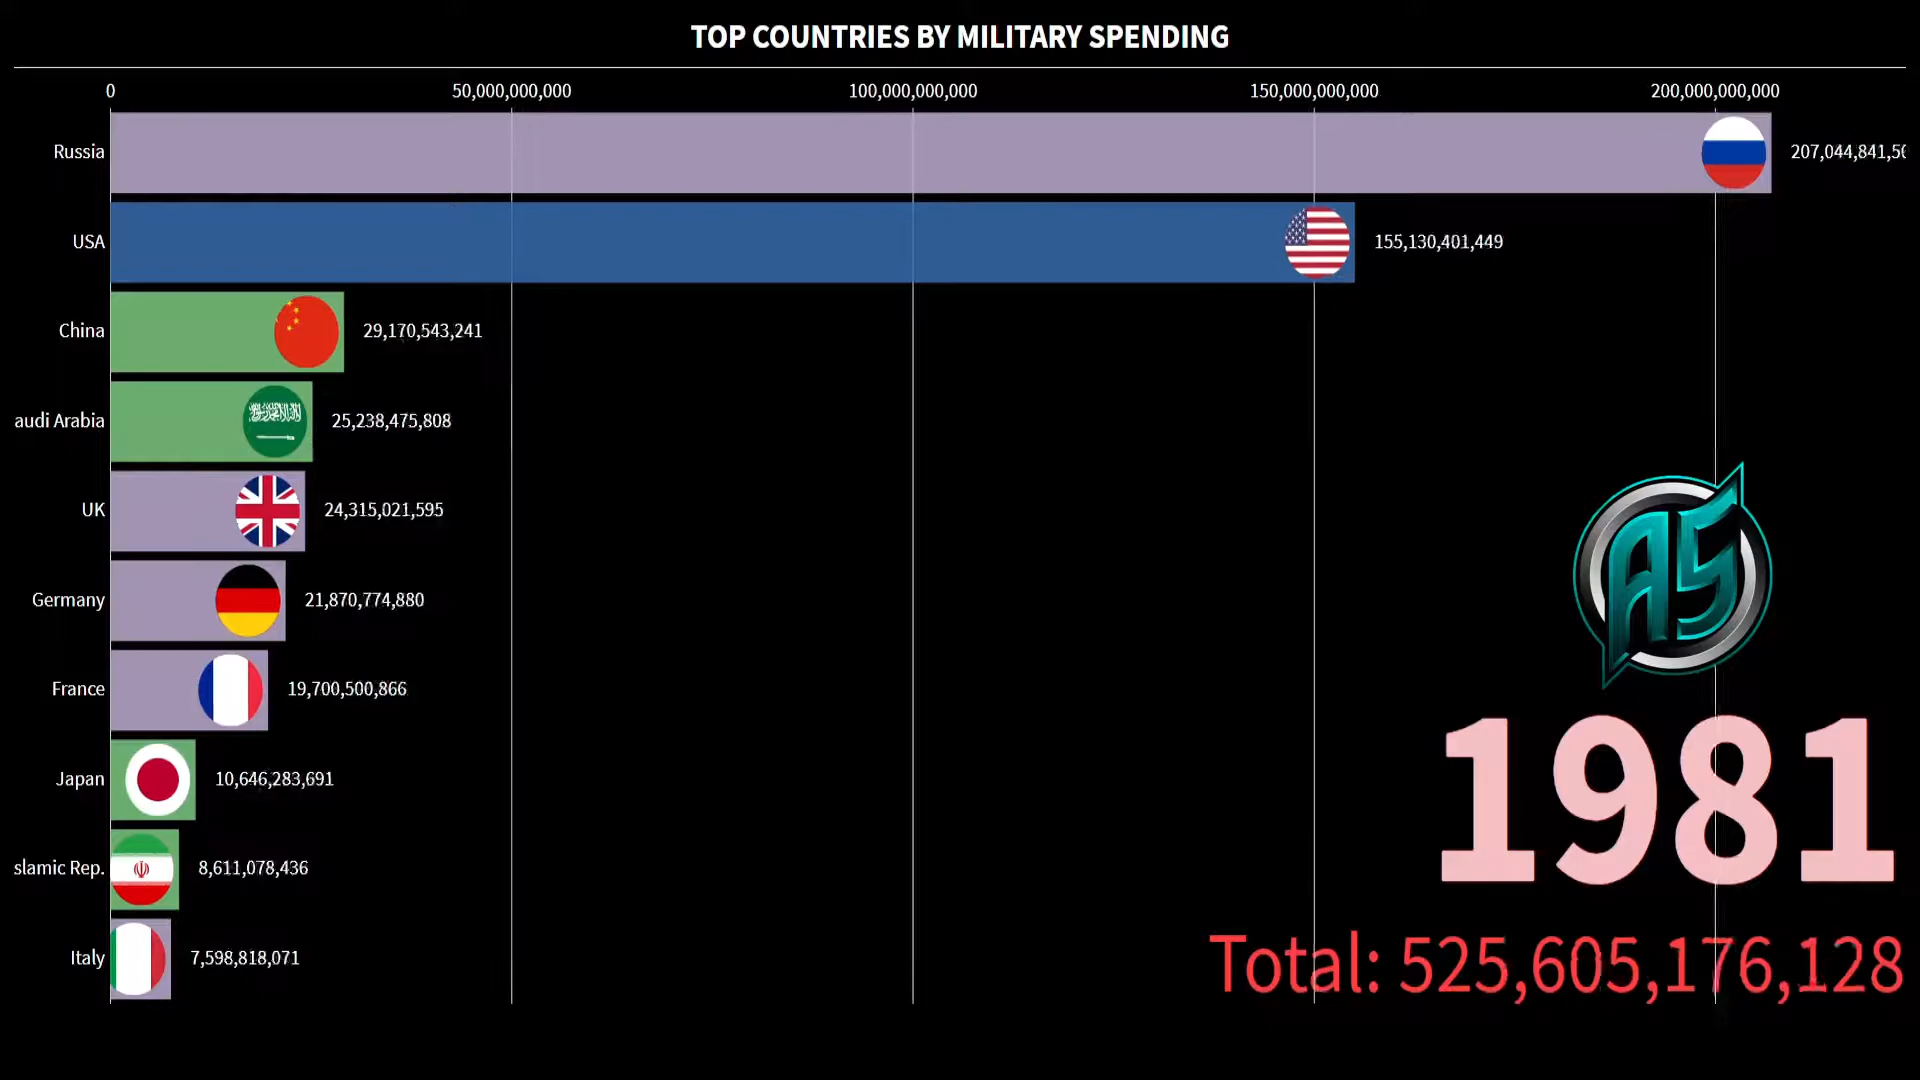 TOP COUNTRIES BY MILITARY SPENDING
0 50,000,000,000 100,000,000,000 150,000,000,000 200,000,000,000
Russia 207,044,841,5
USA 155,130,401,449
China 29,170,543,241
audi Arabia 25,238,475,808
UK 24,315,021,595
Germany 21,870,774,880
France 19,700,500,866
Japan 10,646,283,691
slamic Rep. 8,611,078,436
Italy 7,598,818,071
A5
1981
Total: 525,605,176,128